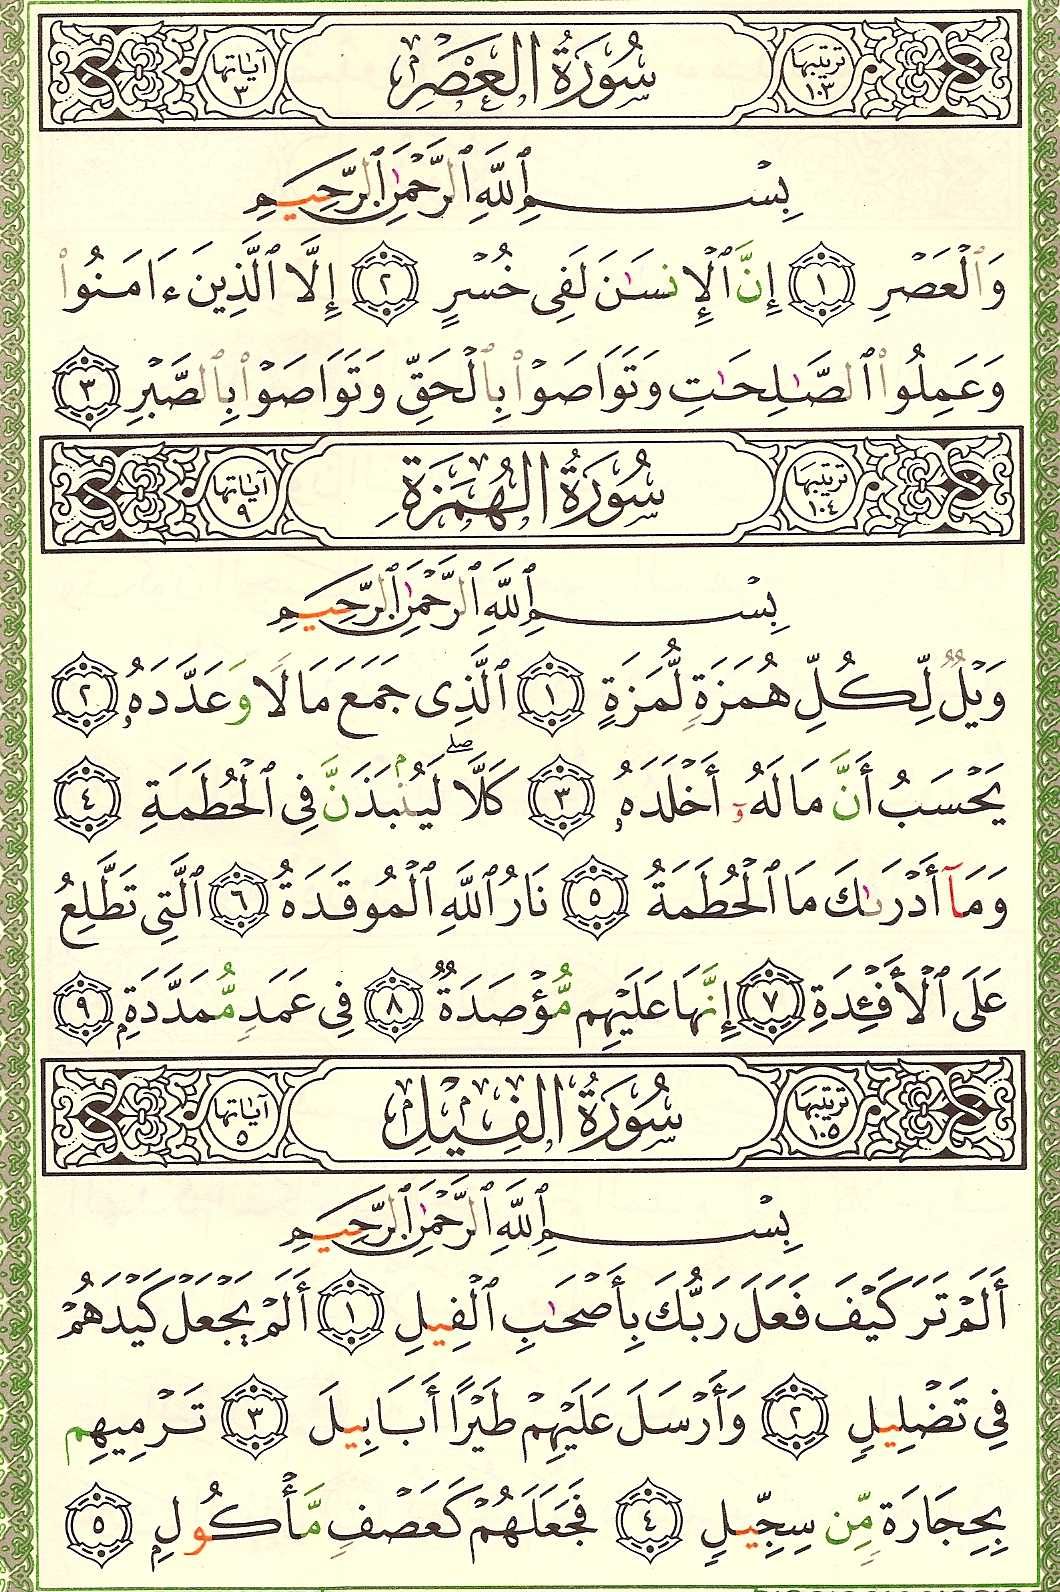 ترتيبها ١٠٣ سُورَةُ العَصْرِ آياتها ٣
بِسْمِ ٱللَّهِ ٱلرَّحْمَٰنِ ٱلرَّحِيمِ
وَٱلْعَصْرِ ١ إِنَّ ٱلْإِنسَٰنَ لَفِى خُسْرٍ ٢ إِلَّا ٱلَّذِينَ ءَامَنُوا۟
وَعَمِلُوا۟ ٱلصَّٰلِحَٰتِ وَتَوَاصَوْا۟ بِٱلْحَقِّ وَتَوَاصَوْا۟ بِٱلصَّبْرِ ٣
ترتيبها ١٠٤ سُورَةُ الهُمَزَةِ آياتها ٩
بِسْمِ ٱللَّهِ ٱلرَّحْمَٰنِ ٱلرَّحِيمِ
وَيْلٌ لِّكُلِّ هُمَزَةٍ لُّمَزَةٍ ١ ٱلَّذِى جَمَعَ مَالًا وَعَدَّدَهُۥ ٢
يَحْسَبُ أَنَّ مَالَهُۥٓ أَخْلَدَهُۥ ٣ كَلَّا ۖ لَيُنۢبَذَنَّ فِى ٱلْحُطَمَةِ ٤
وَمَآ أَدْرَىٰكَ مَا ٱلْحُطَمَةُ ٥ نَارُ ٱللَّهِ ٱلْمُوقَدَةُ ٦ ٱلَّتِى تَطَّلِعُ
عَلَى ٱلْأَفْـِٔدَةِ ٧ إِنَّهَا عَلَيْهِم مُّؤْصَدَةٌ ٨ فِى عَمَدٍ مُّمَدَّدَةٍۭ ٩
ترتيبها ١٠٥ سُورَةُ الفِيلِ آياتها ٥
بِسْمِ ٱللَّهِ ٱلرَّحْمَٰنِ ٱلرَّحِيمِ
أَلَمْ تَرَ كَيْفَ فَعَلَ رَبُّكَ بِأَصْحَٰبِ ٱلْفِيلِ ١ أَلَمْ يَجْعَلْ كَيْدَهُمْ
فِى تَضْلِيلٍ ٢ وَأَرْسَلَ عَلَيْهِمْ طَيْرًا أَبَابِيلَ ٣ تَرْمِيهِم
بِحِجَارَةٍ مِّن سِجِّيلٍ ٤ فَجَعَلَهُمْ كَعَصْفٍ مَّأْكُولٍۭ ٥